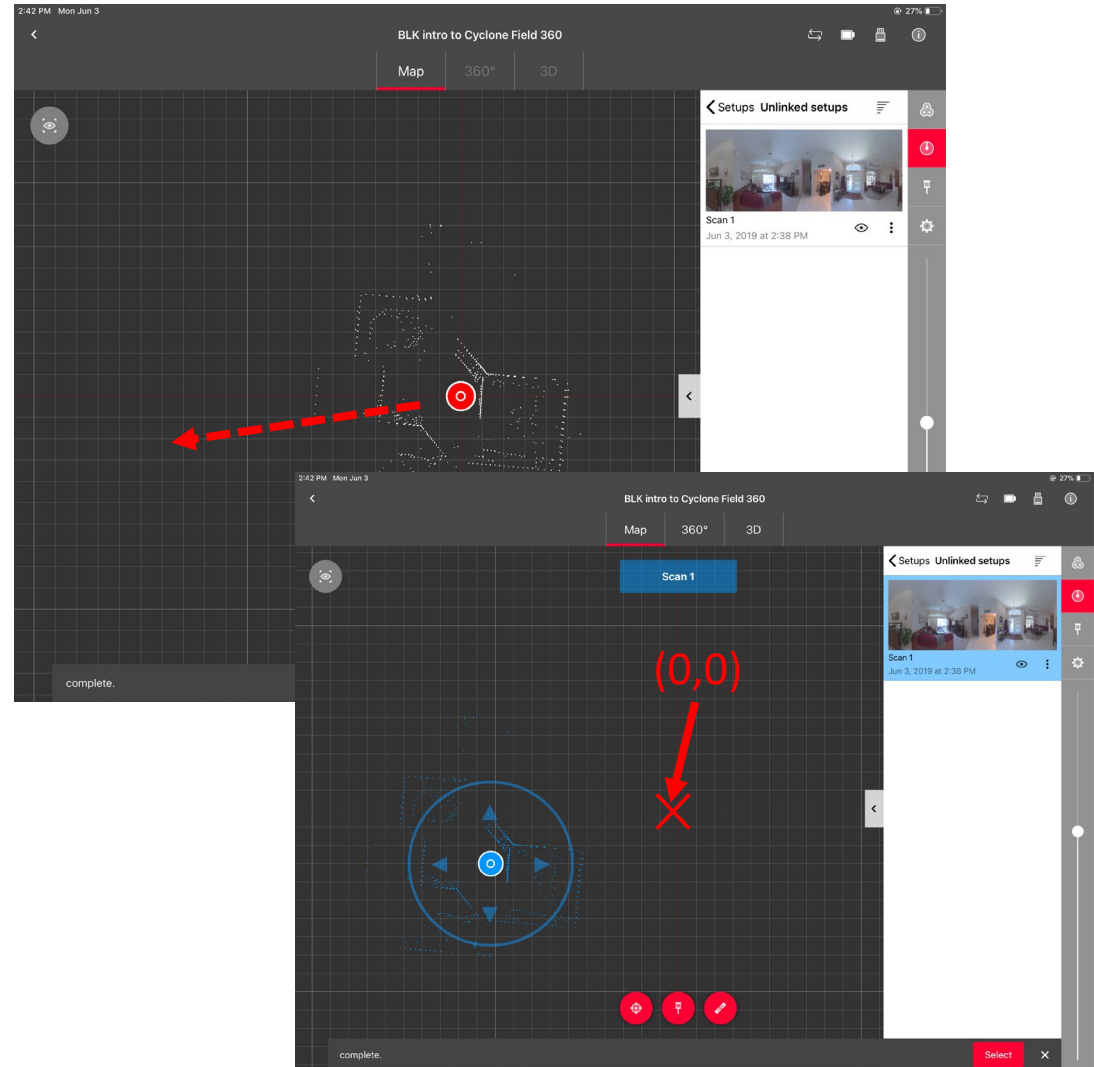 2:42 PM Mon Jun 3
27%
BLK intro to Cyclone Field 360
Map 360° 3D
Setups Unlinked setups
Scan 1
Jun 3, 2019 at 2:38 PM
complete.
2:42 PM Mon Jun 3
27%
BLK intro to Cyclone Field 360
Map 360° 3D
Setups Unlinked setups
Scan 1
Scan 1
Jun 3, 2019 at 2:38 PM
(0,0)
complete.
Select